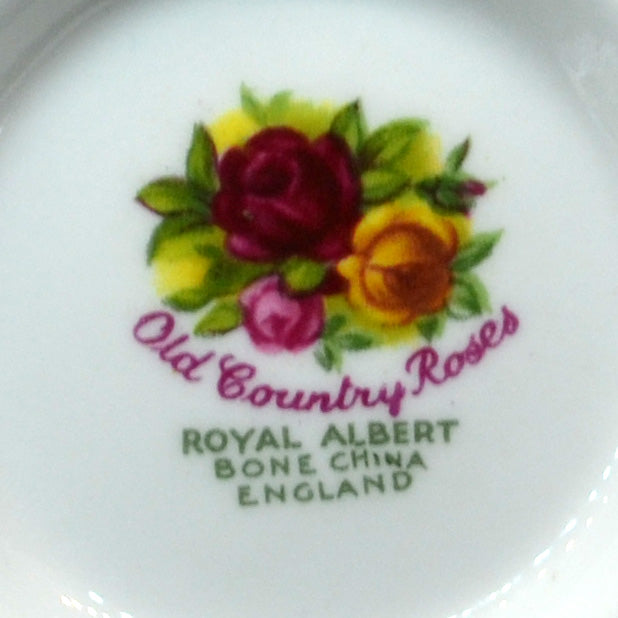 Old Country Roses
ROYAL ALBERT
BONE CHINA
ENGLAND